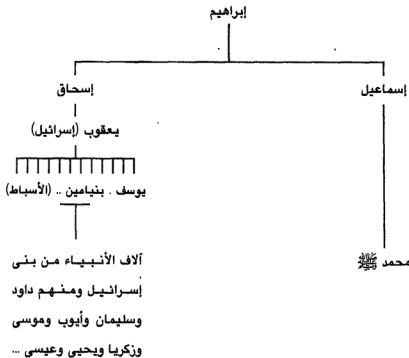 إبراهيم
إسماعيل
إسحاق
يعقوب (إسرائيل)
يوسف . بنيامين .. (الأسباط)
محمد ﷺ
آلاف الأنبياء من بنى
إسرائيل ومنهم داود
وسليمان وأيوب وموسى
وزكريا ويحيى وعيسى ...